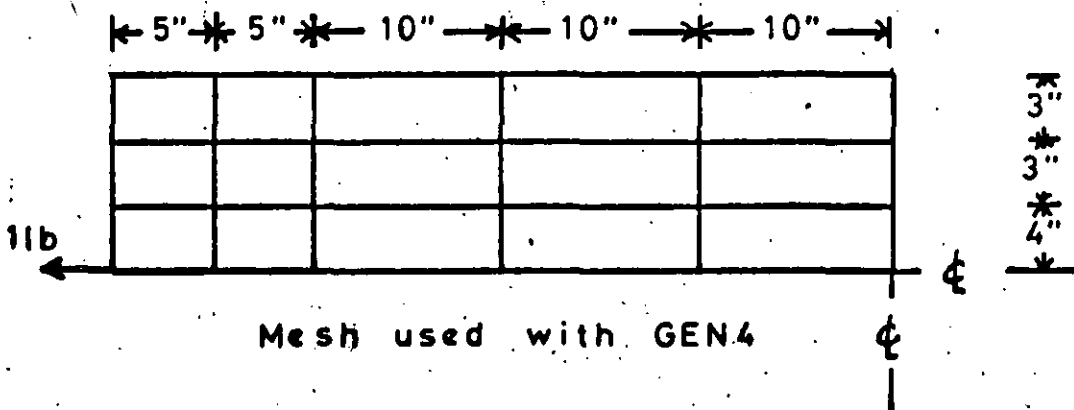 5" 5" 10" 10" 10"
3"
3"
4"
1lb
℄
Mesh used with GEN4
℄